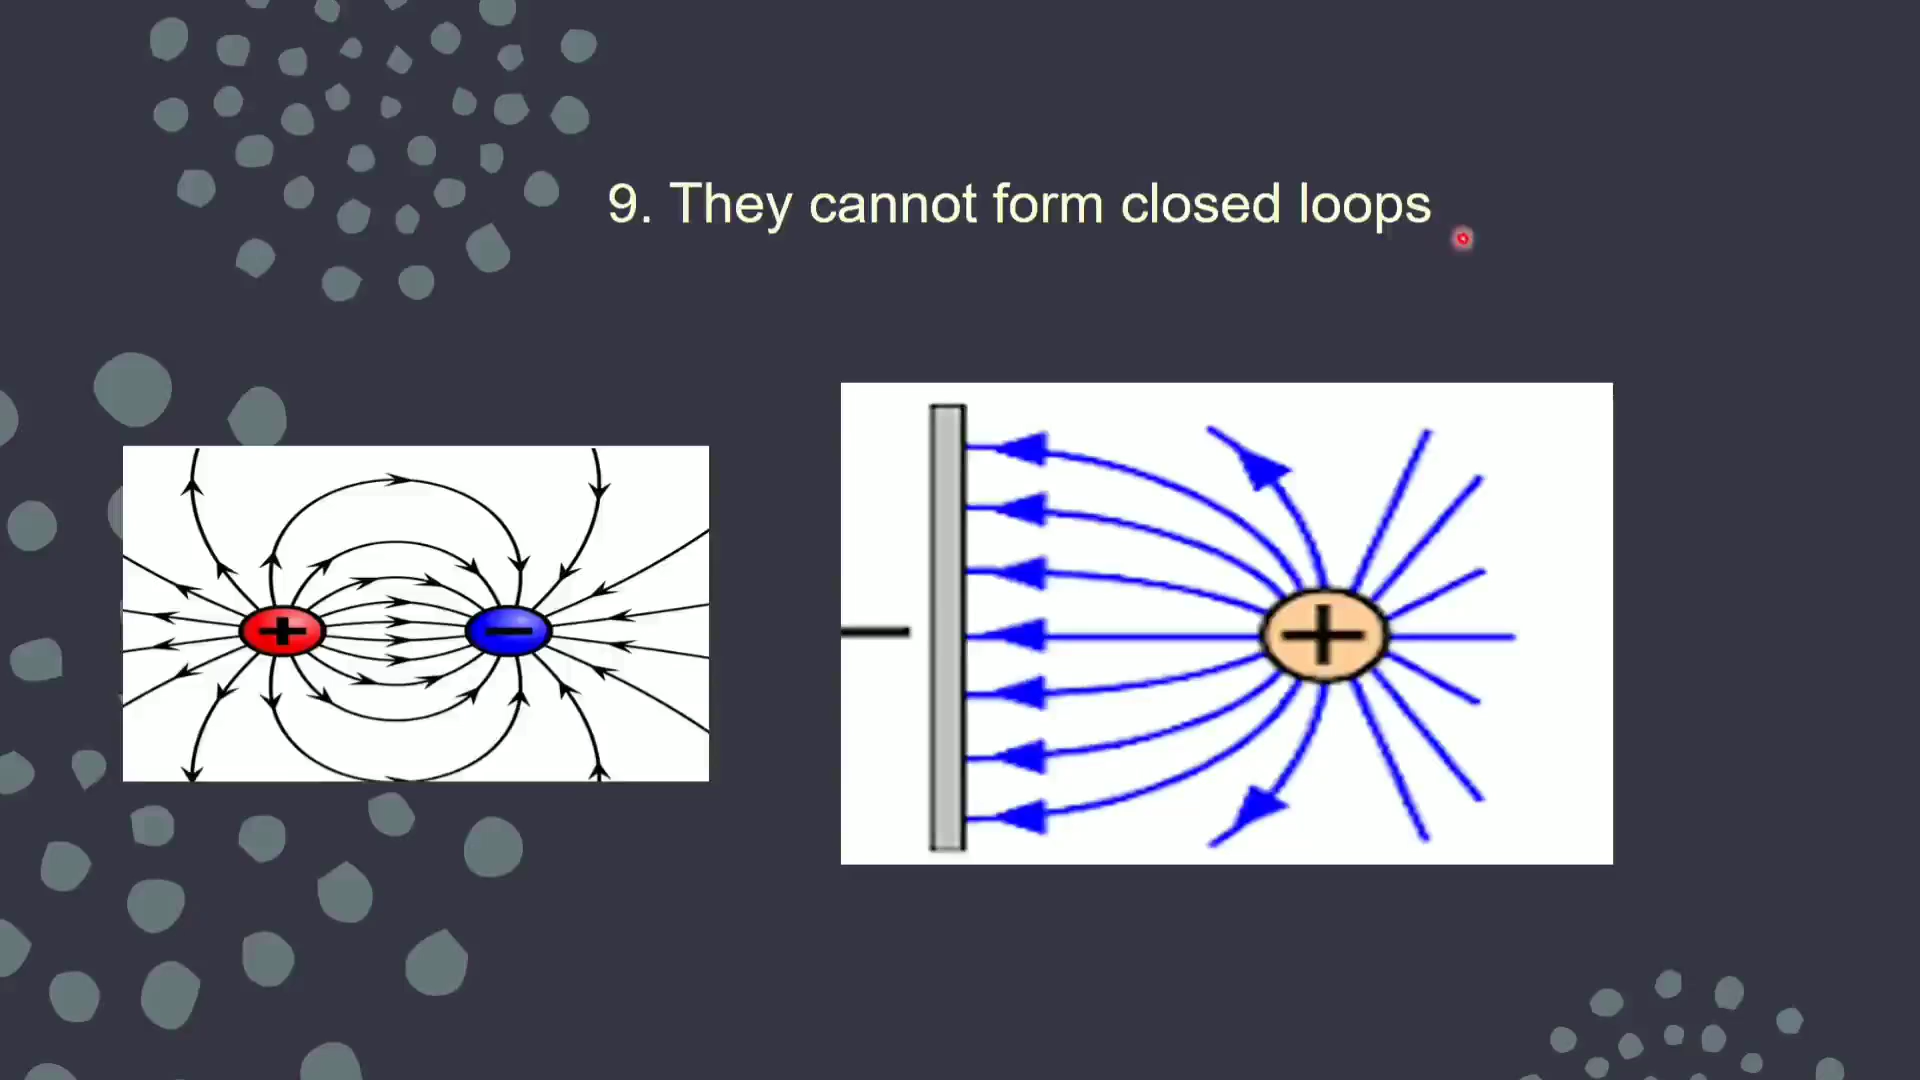 9. They cannot form closed loops
+ −
− +